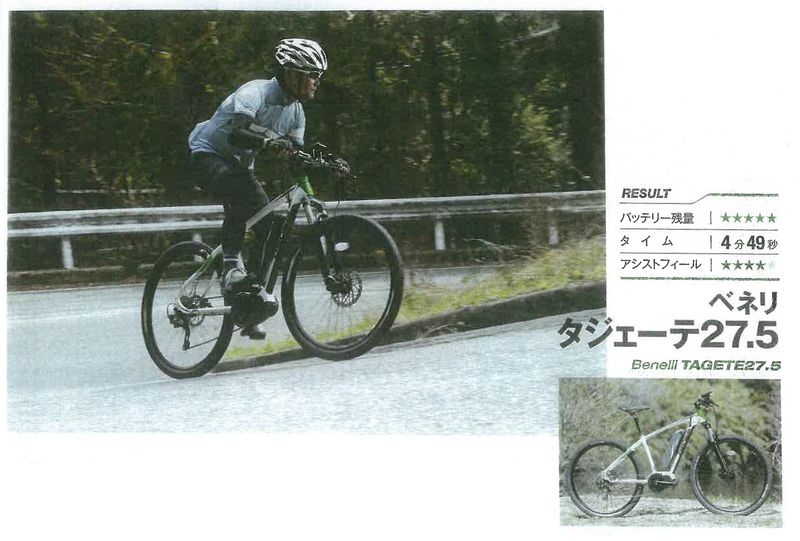 RESULT
バッテリー残量 ★★★★★
タイム 4分49秒
アシストフィール ★★★★★
ベネリ
タジェーテ27.5
Benelli TAGETE27.5